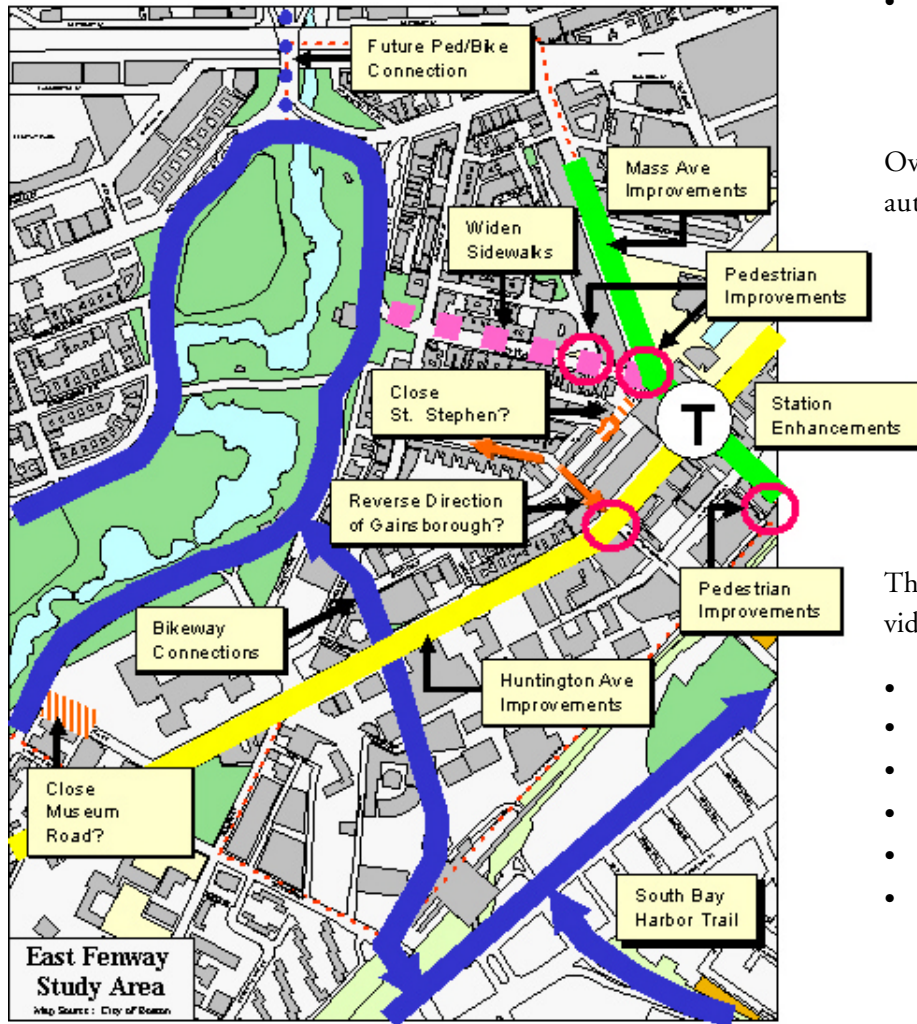 Future Ped/Bike
Connection
Mass Ave
Improvements
Ov
aut
Widen
Sidewalks
Pedestrian
Improvements
Close
St. Stephen?
T
Station
Enhancements
Reverse Direction
of Gainsborough?
Th
vid
Pedestrian
Improvements
Bikeway
Connections
Huntington Ave
Improvements
•
•
•
•
•
•
Close
Museum
Road?
South Bay
Harbor Trail
East Fenway
Study Area
Map Source: City of Boston